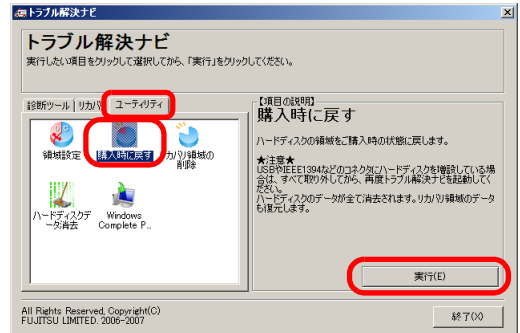 トラブル解決ナビ
トラブル解決ナビ
実行したい項目をクリックして選択してから、「実行」をクリックしてください。
診断ツール
リカバリ
ユーティリティ
領域設定
購入時に戻す
リカバリ領域の
削除
ハードディスクデ
ータ消去
Windows
Complete P...
【項目の説明】
購入時に戻す
ハードディスクの領域をご購入時の状態に戻します。
★注意★
USBやIEEE1394などのコネクタにハードディスクを増設している場
合は、すべて取り外してから、再度トラブル解決ナビを起動してく
ださい。
ハードディスクのデータが全て消去されます。リカバリ領域のデータ
も復元します。
実行(E)
All Rights Reserved, Copyright(C)
FUJITSU LIMITED. 2006-2007
終了(X)